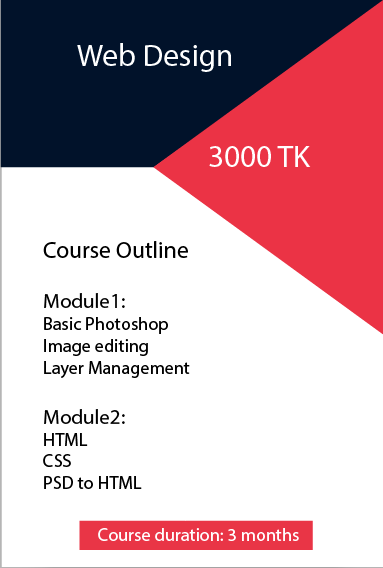 Web Design
3000 TK
Course Outline
Module1:
Basic Photoshop
Image editing
Layer Management
Module2:
HTML
CSS
PSD to HTML
Course duration: 3 months